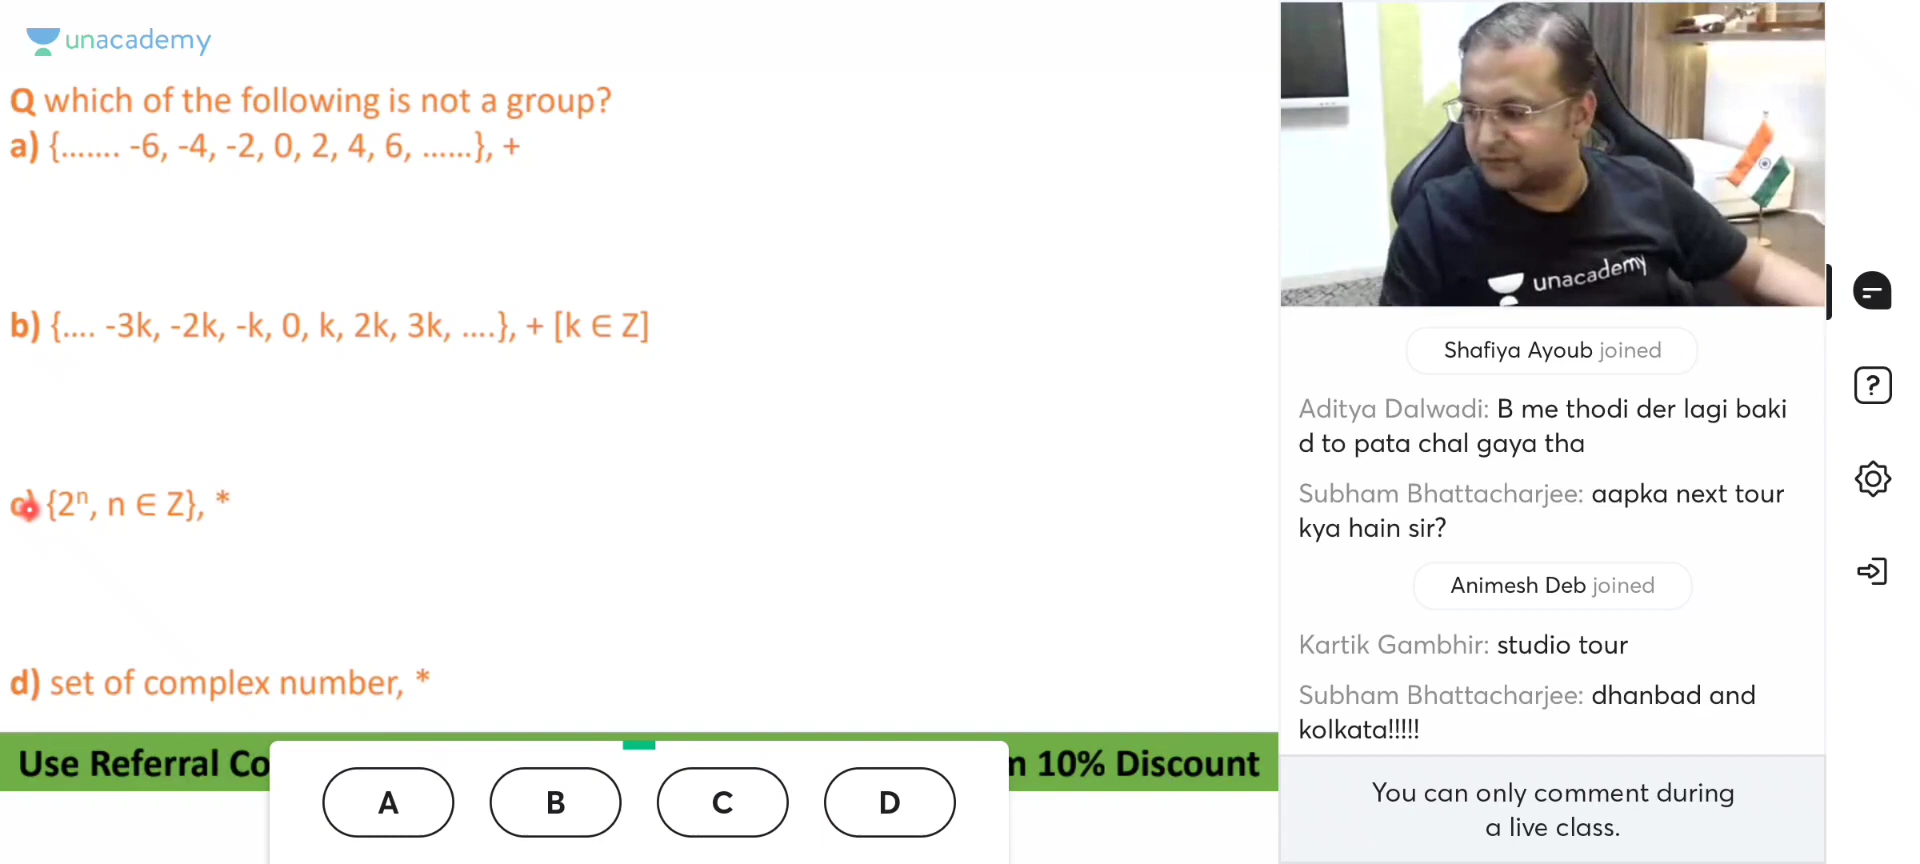 unacademy
Q which of the following is not a group?
a) {....... -6, -4, -2, 0, 2, 4, 6, ......}, +
b) {.... -3k, -2k, -k, 0, k, 2k, 3k, ....}, + [k ∈ Z]
c) {2ⁿ, n ∈ Z}, *
d) set of complex number, *
Use Referral 10% Discount
A B C D
unacademy
Shafiya Ayoub joined
Aditya Dalwadi: B me thodi der lagi baki
d to pata chal gaya tha
Subham Bhattacharjee: aapka next tour
kya hain sir?
Animesh Deb joined
Kartik Gambhir: studio tour
Subham Bhattacharjee: dhanbad and
kolkata!!!!!
You can only comment during
a live class.
?